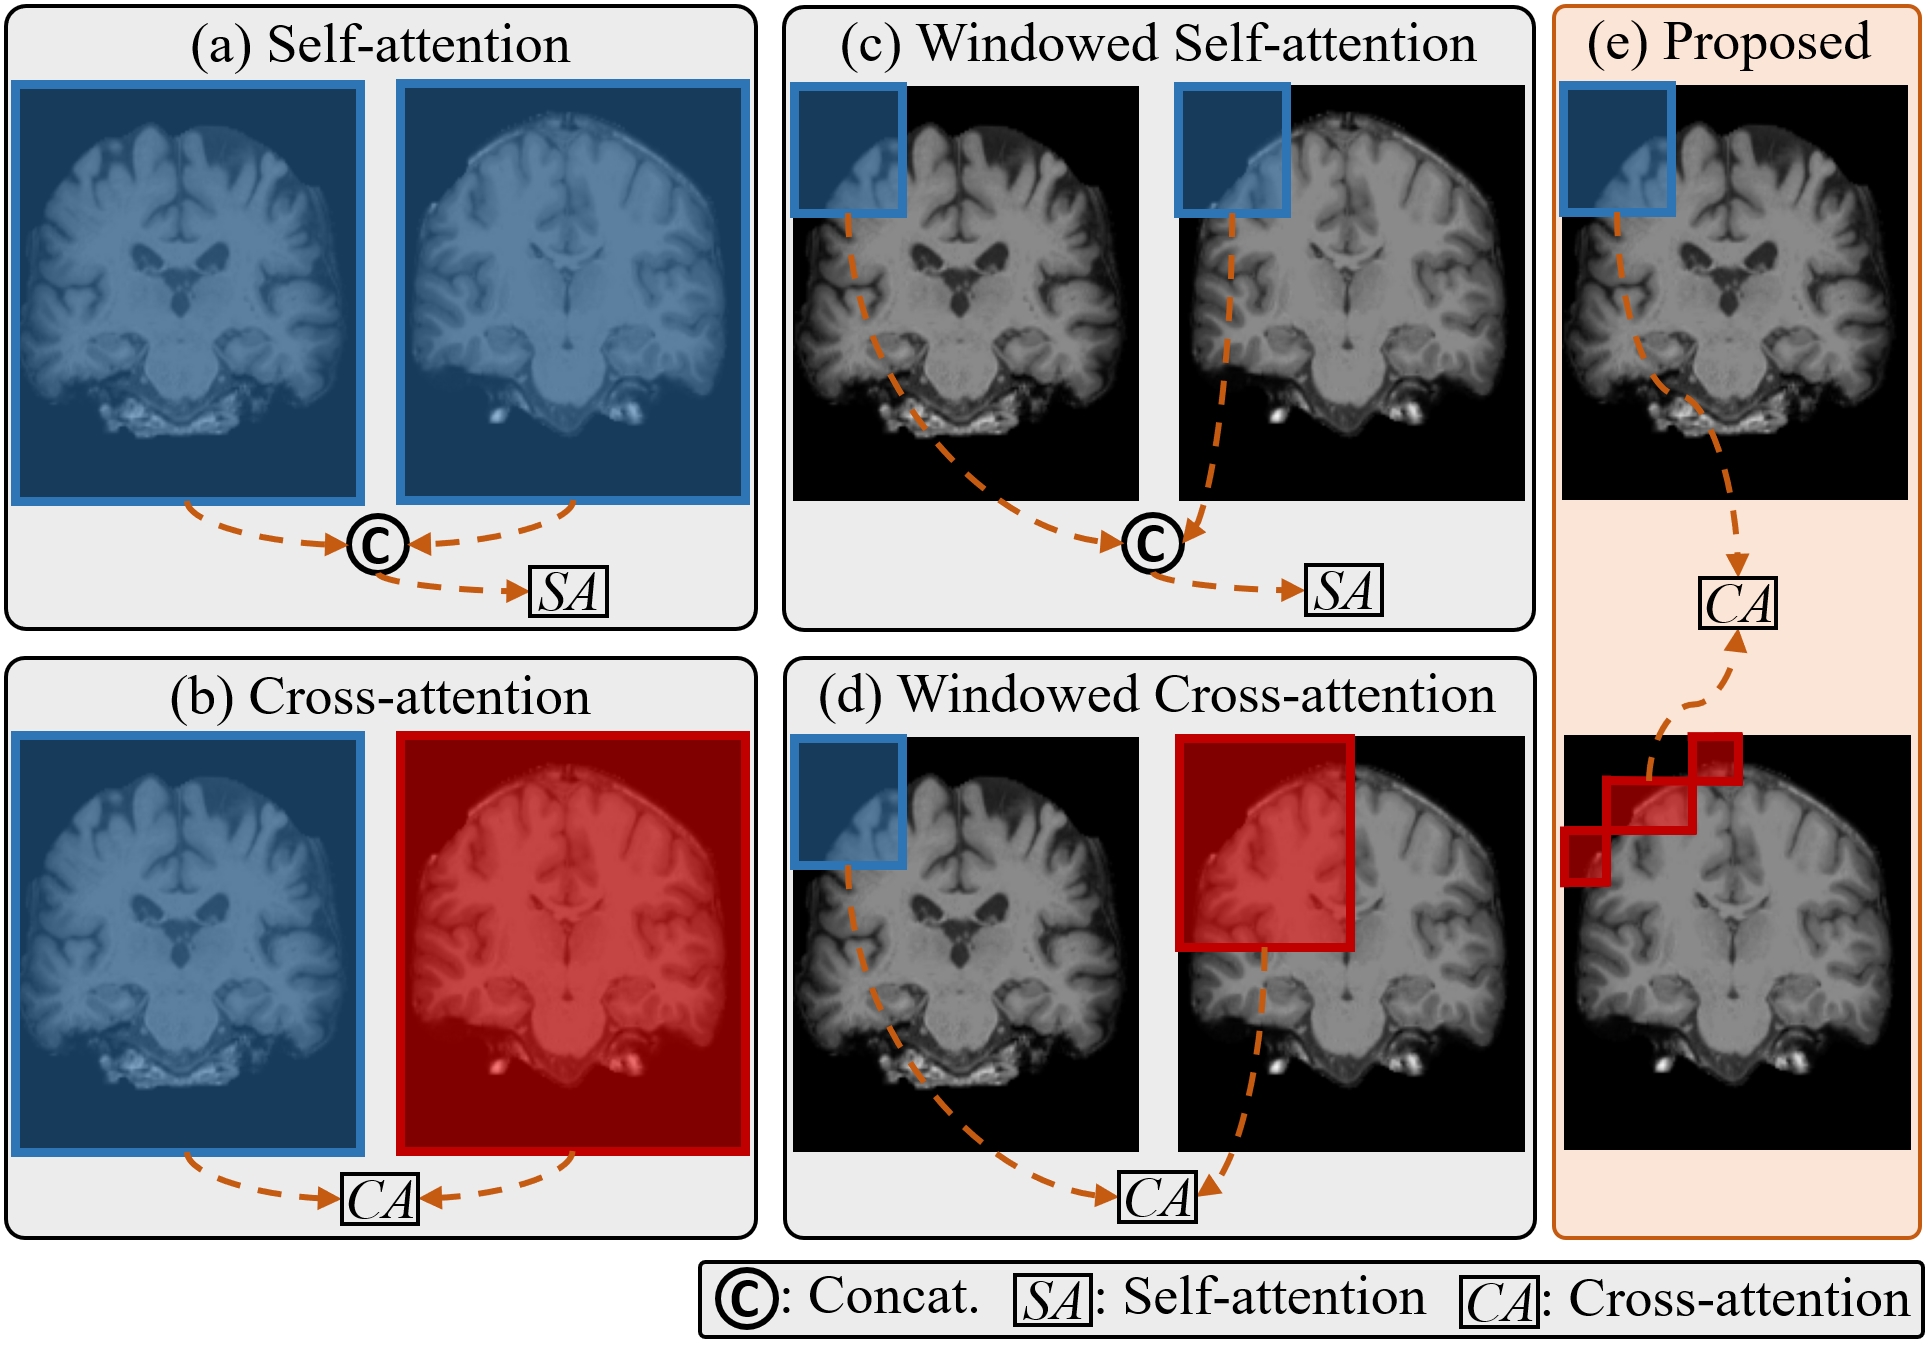 (a) Self-attention
C
SA
(b) Cross-attention
CA
(c) Windowed Self-attention
C
SA
(d) Windowed Cross-attention
CA
(e) Proposed
CA
C: Concat. SA: Self-attention CA: Cross-attention